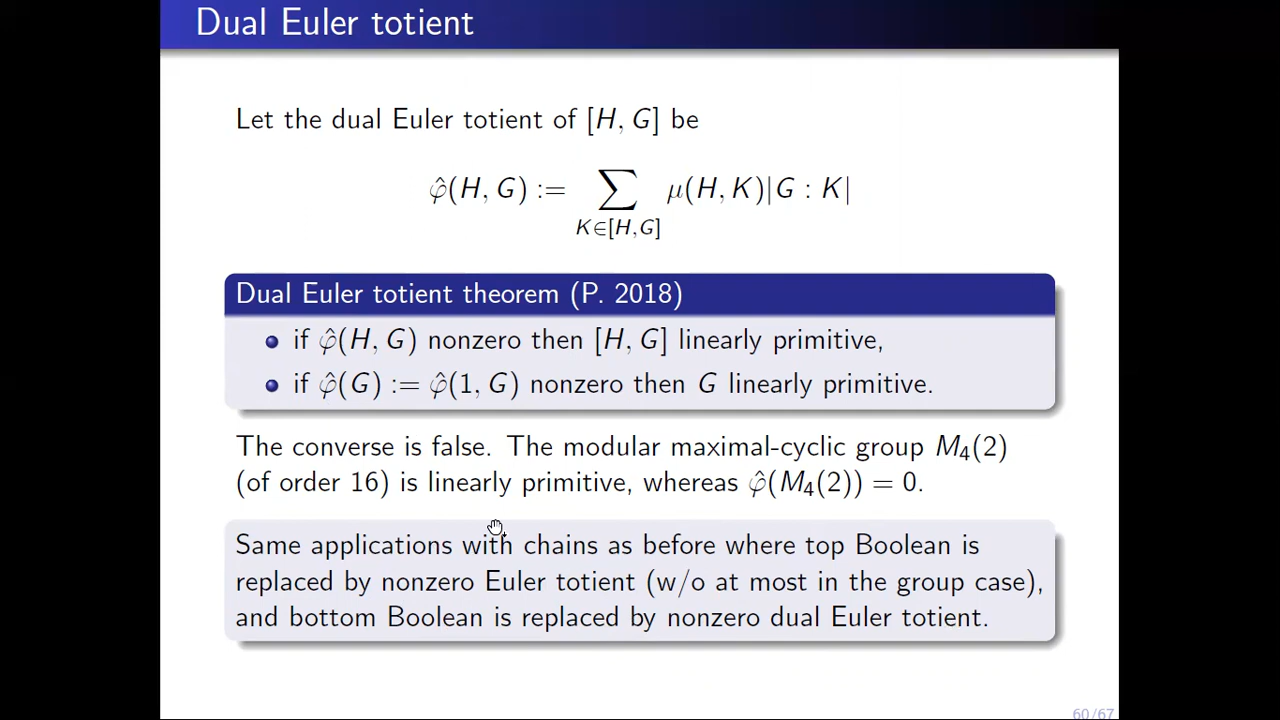 Dual Euler totient
Let the dual Euler totient of [H, G] be
φ̂(H, G) := ∑ μ(H, K)|G : K|
K∈[H,G]
Dual Euler totient theorem (P. 2018)
if φ̂(H, G) nonzero then [H, G] linearly primitive,
if φ̂(G) := φ̂(1, G) nonzero then G linearly primitive.
The converse is false. The modular maximal-cyclic group M₄(2)
(of order 16) is linearly primitive, whereas φ̂(M₄(2)) = 0.
Same applications with chains as before where top Boolean is
replaced by nonzero Euler totient (w/o at most in the group case),
and bottom Boolean is replaced by nonzero dual Euler totient.
60/67